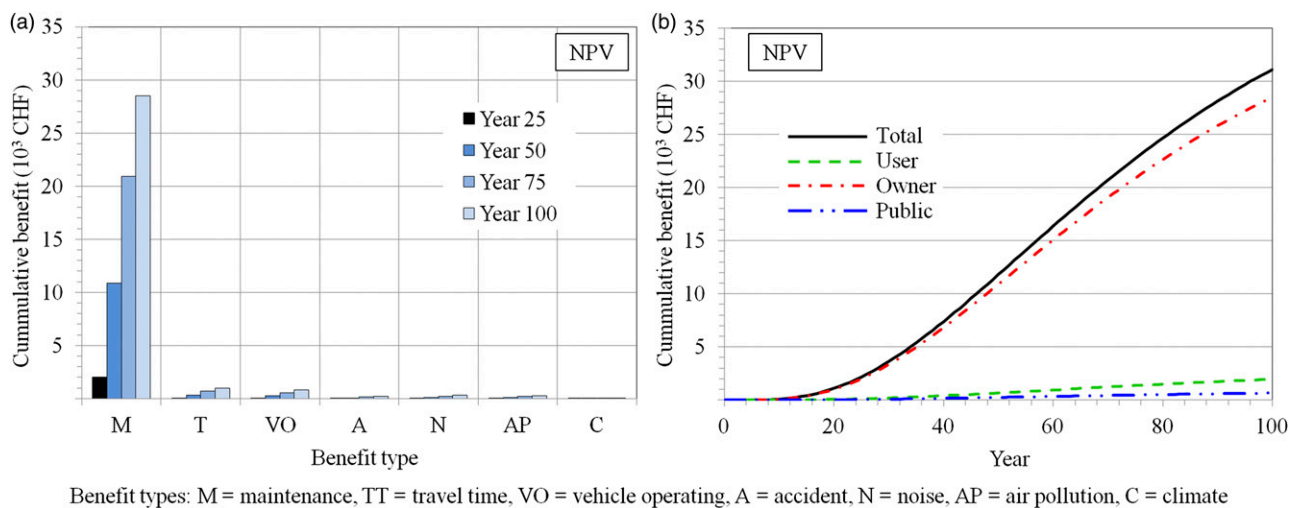 (a)
NPV
35
30
25
20
15
10
5
Cummulative benefit (10³ CHF)
Year 25
Year 50
Year 75
Year 100
M T VO A N AP C
Benefit type
(b)
NPV
35
30
25
20
15
10
5
0
Cummulative benefit (10³ CHF)
Total
User
Owner
Public
0 20 40 60 80 100
Year
Benefit types: M = maintenance, TT = travel time, VO = vehicle operating, A = accident, N = noise, AP = air pollution, C = climate